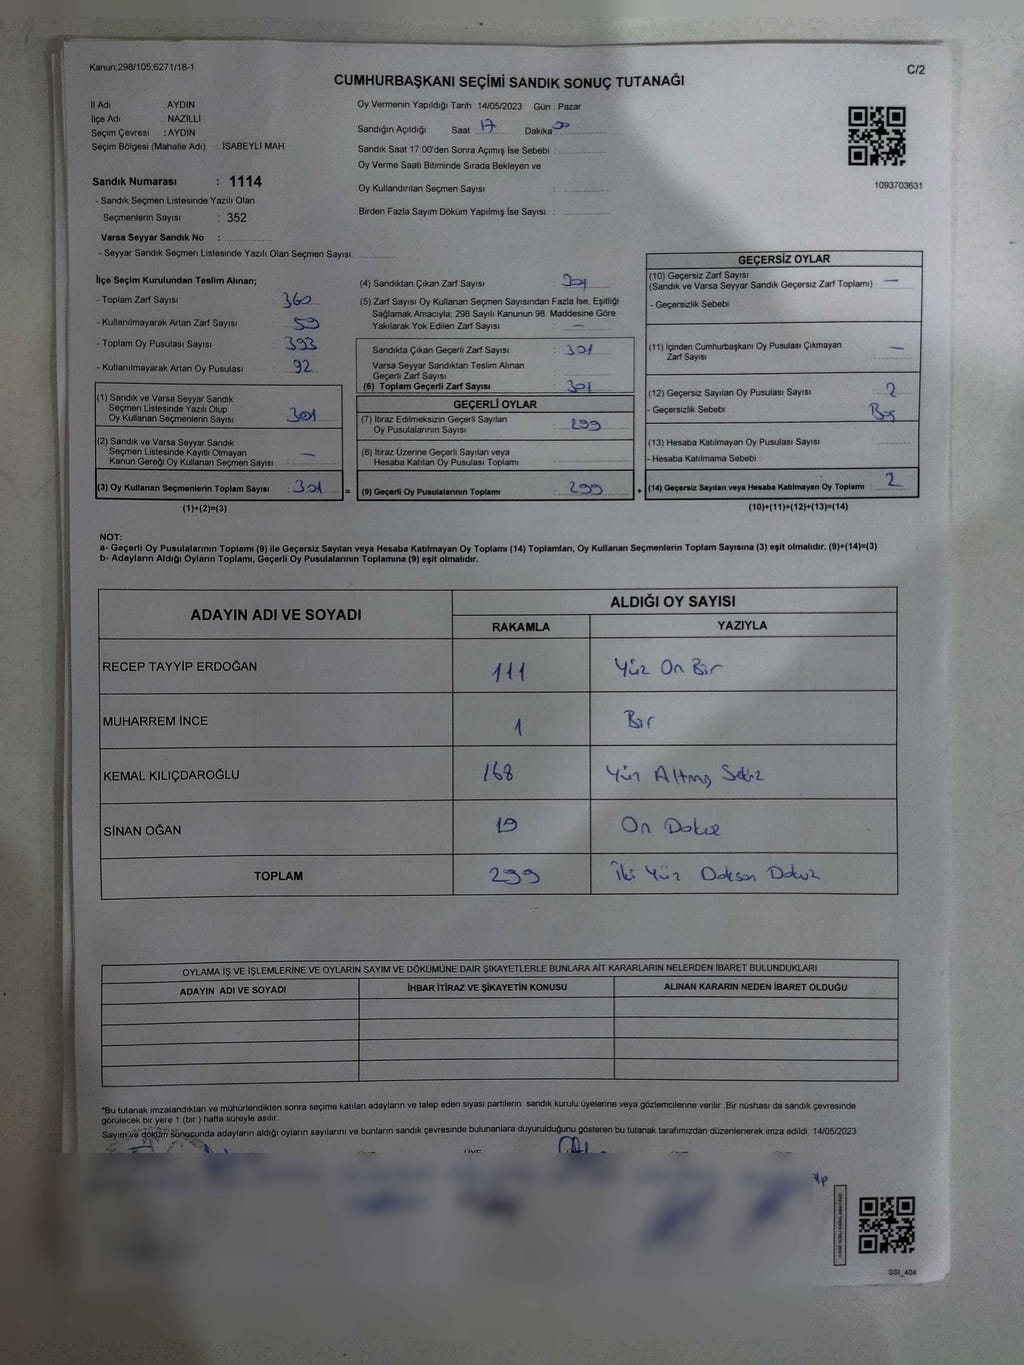 Kanun;298/105;6271/18-1
C/2
CUMHURBAŞKANI SEÇİMİ SANDIK SONUÇ TUTANAĞI
İl Adı : AYDIN
İlçe Adı : NAZİLLİ
Seçim Çevresi : AYDIN
Seçim Bölgesi (Mahalle Adı) : İSABEYLİ MAH.
Sandık Numarası : 1114
- Sandık Seçmen Listesinde Yazılı Olan
Seçmenlerin Sayısı : 352
Varsa Seyyar Sandık No :
- Seyyar Sandık Seçmen Listesinde Yazılı Olan Seçmen Sayısı:
Oy Vermenin Yapıldığı Tarih :14/05/2023 Gün : Pazar
Sandığın Açıldığı Saat 17 Dakika 00
Sandık Saat 17:00'den Sonra Açımış İse Sebebi :
Oy Verme Saati Bitiminde Sırada Bekleyen ve
Oy Kullandırılan Seçmen Sayısı :
Birden Fazla Sayım Döküm Yapılmış İse Sayısı :
1093703631
İlçe Seçim Kurulundan Teslim Alınan;
- Toplam Zarf Sayısı : 360
- Kullanılmayarak Artan Zarf Sayısı : 59
- Toplam Oy Pusulası Sayısı : 393
- Kullanılmayarak Artan Oy Pusulası : 92
(1) Sandık ve Varsa Seyyar Sandık
Seçmen Listesinde Yazılı Olup
Oy Kullanan Seçmenlerin Sayısı : 301
(2) Sandık ve Varsa Seyyar Sandık
Seçmen Listesinde Kayıtlı Olmayan
Kanun Gereği Oy Kullanan Seçmen Sayısı : —
(3) Oy Kullanan Seçmenlerin Toplam Sayısı : 301 =
(1)+(2)=(3)
(4) Sandıktan Çıkan Zarf Sayısı : 301
(5) Zarf Sayısı Oy Kullanan Seçmen Sayısından Fazla İse, Eşitliği
Sağlamak Amacıyla; 298 Sayılı Kanunun 98. Maddesine Göre
Yakılarak Yok Edilen Zarf Sayısı : —
Sandıkta Çıkan Geçerli Zarf Sayısı : 301
Varsa Seyyar Sandıktan Teslim Alınan
Geçerli Zarf Sayısı :
(6) Toplam Geçerli Zarf Sayısı : 301
GEÇERLİ OYLAR
(7) İtiraz Edilmeksizin Geçerli Sayılan
Oy Pusulalarının Sayısı : 299
(8) İtiraz Üzerine Geçerli Sayılan veya
Hesaba Katılan Oy Pusulası Toplamı :
(9) Geçerli Oy Pusulalarının Toplamı : 299 +
GEÇERSİZ OYLAR
(10) Geçersiz Zarf Sayısı
(Sandık ve Varsa Seyyar Sandık Geçersiz Zarf Toplamı) : —
- Geçersizlik Sebebi :
(11) İçinden Cumhurbaşkanı Oy Pusulası Çıkmayan
Zarf Sayısı : —
(12) Geçersiz Sayılan Oy Pusulası Sayısı : 2
- Geçersizlik Sebebi : Boş
(13) Hesaba Katılmayan Oy Pusulası Sayısı :
- Hesaba Katılmama Sebebi :
(14) Geçersiz Sayılan veya Hesaba Katılmayan Oy Toplamı : 2
(10)+(11)+(12)+(13)=(14)
NOT:
a- Geçerli Oy Pusulalarının Toplamı (9) ile Geçersiz Sayılan veya Hesaba Katılmayan Oy Toplamı (14) Toplamları, Oy Kullanan Seçmenlerin Toplam Sayısına (3) eşit olmalıdır. (9)+(14)=(3)
b- Adayların Aldığı Oyların Toplamı, Geçerli Oy Pusulalarının Toplamına (9) eşit olmalıdır.
ADAYIN ADI VE SOYADI
ALDIĞI OY SAYISI
RAKAMLA YAZIYLA
RECEP TAYYİP ERDOĞAN 111 Yüz On Bir
MUHARREM İNCE 1 Bir
KEMAL KILIÇDAROĞLU 168 Yüz Altmış Sekiz
SİNAN OĞAN 19 On Dokuz
TOPLAM 299 İki Yüz Doksan Dokuz
OYLAMA İŞ VE İŞLEMLERİNE VE OYLARIN SAYIM VE DÖKÜMÜNE DAİR ŞİKAYETLERLE BUNLARA AİT KARARLARIN NELERDEN İBARET BULUNDUKLARI
ADAYIN ADI VE SOYADI İHBAR İTİRAZ VE ŞİKAYETİN KONUSU ALINAN KARARIN NEDEN İBARET OLDUĞU
*Bu tutanak imzalandıktan ve mühürlendikten sonra seçime katılan adayların ve talep eden siyasi partilerin sandık kurulu üyelerine veya gözlemcilerine verilir .Bir nüshası da sandık çevresinde
görülecek bir yere 1 (bir ) hafta süreyle asılır.
Sayım ve döküm sonucunda adayların aldığı oyların sayılarını ve bunların sandık çevresinde bulunanlara duyurulduğunu gösteren bu tutanak tarafımızdan düzenlenerek imza edildi. 14/05/2023
SSI_404